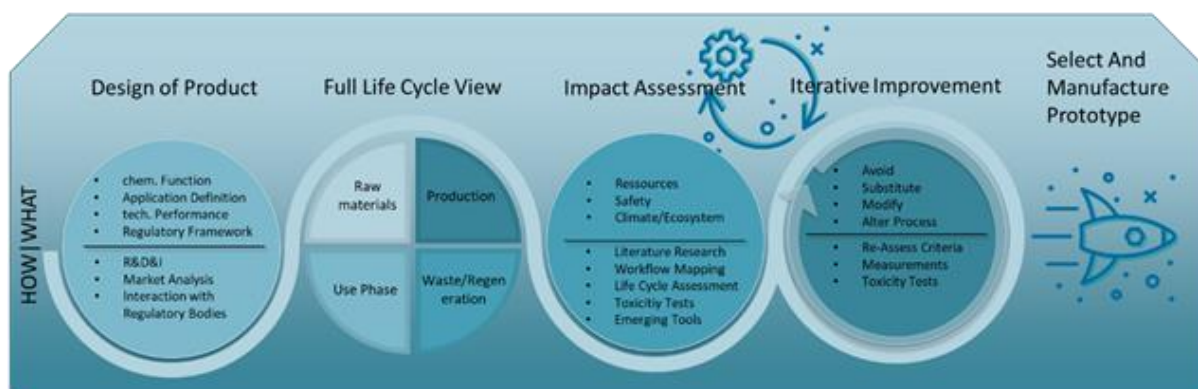 Design of Product
Full Life Cycle View
Impact Assessment
Iterative Improvement
Select And
Manufacture
Prototype
HOW|WHAT
• chem. Function
• Application Definition
• tech. Performance
• Regulatory Framework
• R&D&I
• Market Analysis
• Interaction with
Regulatory Bodies
Raw
materials
Production
Use Phase
Waste/Regen
eration
• Ressources
• Safety
• Climate/Ecosystem
• Literature Research
• Workflow Mapping
• Life Cycle Assessment
• Toxicitiy Tests
• Emerging Tools
• Avoid
• Substitute
• Modify
• Alter Process
• Re-Assess Criteria
• Measurements
• Toxicity Tests